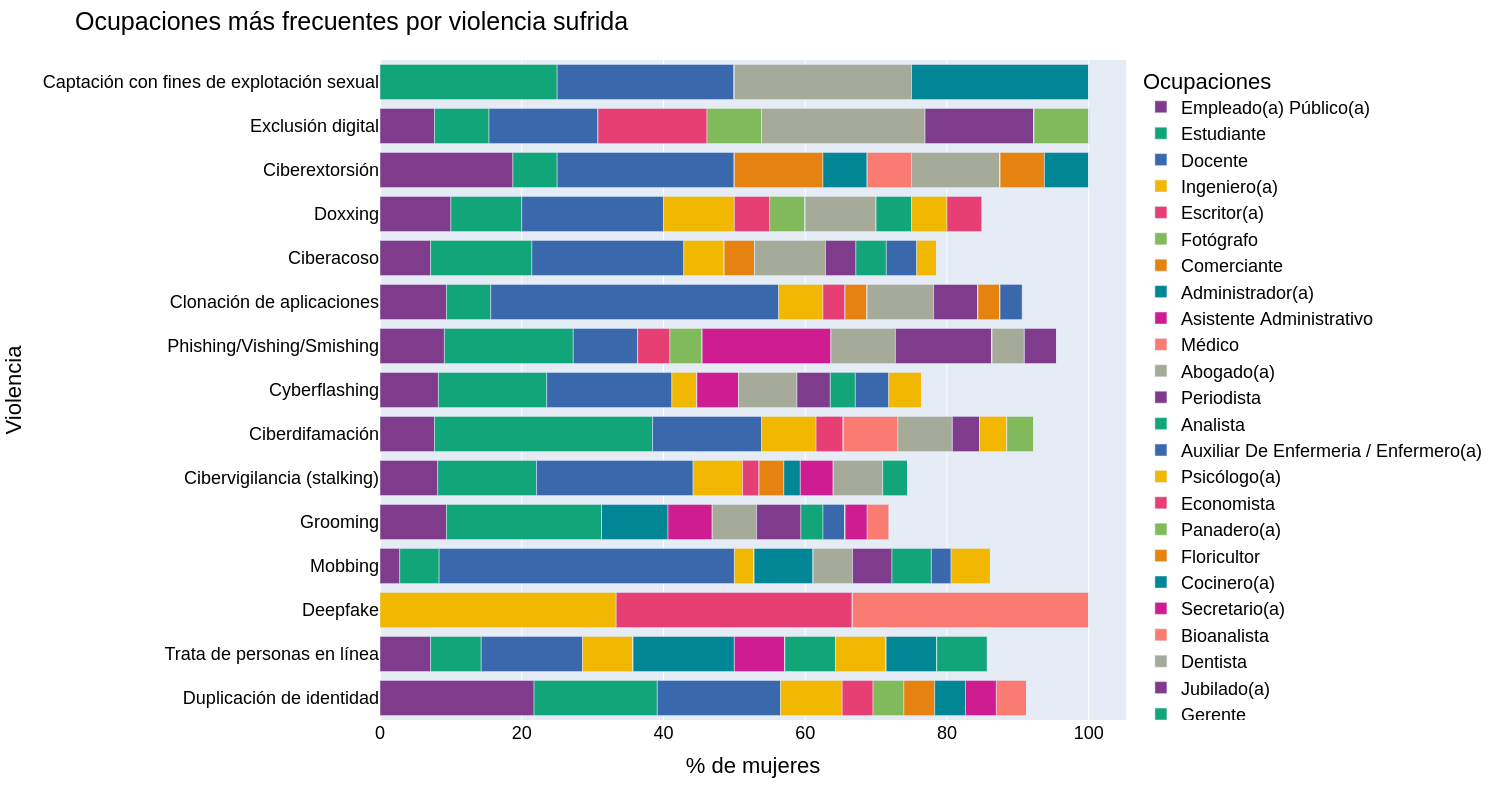 Ocupaciones más frecuentes por violencia sufrida
Violencia
Captación con fines de explotación sexual
Exclusión digital
Ciberextorsión
Doxxing
Ciberacoso
Clonación de aplicaciones
Phishing/Vishing/Smishing
Cyberflashing
Ciberdifamación
Cibervigilancia (stalking)
Grooming
Mobbing
Deepfake
Trata de personas en línea
Duplicación de identidad
0 20 40 60 80 100
% de mujeres
Ocupaciones
Empleado(a) Público(a)
Estudiante
Docente
Ingeniero(a)
Escritor(a)
Fotógrafo
Comerciante
Administrador(a)
Asistente Administrativo
Médico
Abogado(a)
Periodista
Analista
Auxiliar De Enfermeria / Enfermero(a)
Psicólogo(a)
Economista
Panadero(a)
Floricultor
Cocinero(a)
Secretario(a)
Bioanalista
Dentista
Jubilado(a)
Gerente